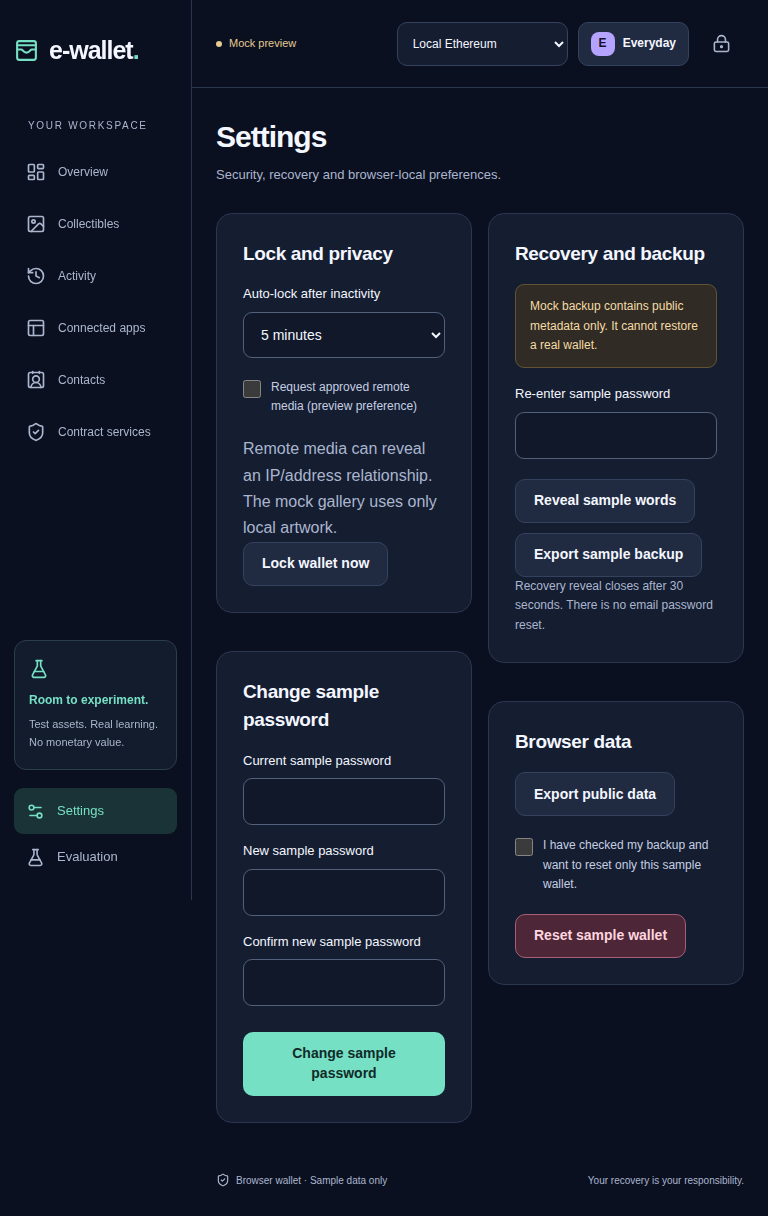 e-wallet.
YOUR WORKSPACE
Overview
Collectibles
Activity
Connected apps
Contacts
Contract services
Room to experiment.
Test assets. Real learning.
No monetary value.
Settings
Evaluation
Mock preview
Local Ethereum
E Everyday
Settings
Security, recovery and browser-local preferences.
Lock and privacy
Auto-lock after inactivity
5 minutes
Request approved remote
media (preview preference)
Remote media can reveal
an IP/address relationship.
The mock gallery uses only
local artwork.
Lock wallet now
Change sample
password
Current sample password
New sample password
Confirm new sample password
Change sample
password
Recovery and backup
Mock backup contains public
metadata only. It cannot restore
a real wallet.
Re-enter sample password
Reveal sample words
Export sample backup
Recovery reveal closes after 30
seconds. There is no email password
reset.
Browser data
Export public data
I have checked my backup and
want to reset only this sample
wallet.
Reset sample wallet
Browser wallet · Sample data only
Your recovery is your responsibility.